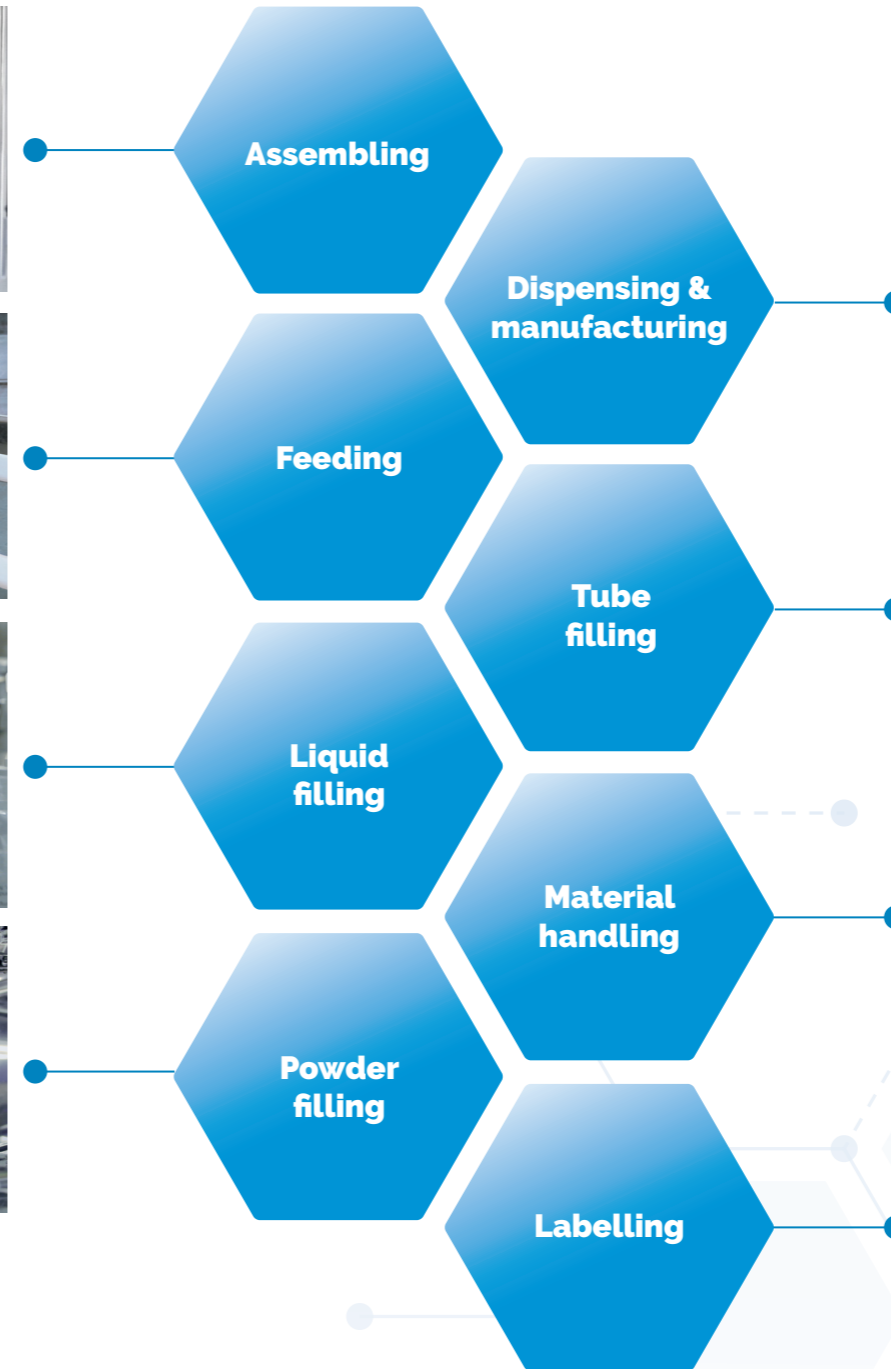 Assembling
Dispensing &
manufacturing
Feeding
Tube
filling
Liquid
filling
Material
handling
Powder
filling
Labelling